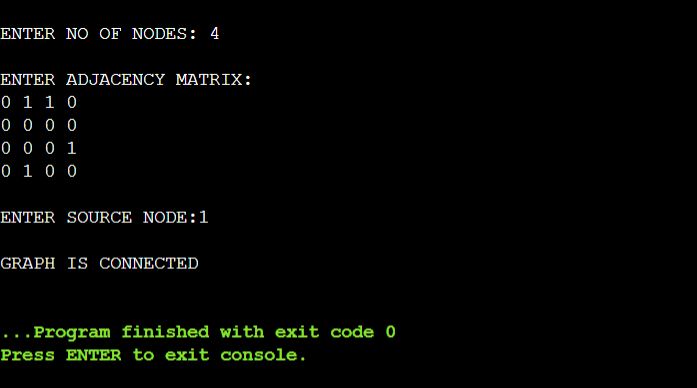 ENTER NO OF NODES: 4
ENTER ADJACENCY MATRIX:
0 1 1 0
0 0 0 0
0 0 0 1
0 1 0 0
ENTER SOURCE NODE:1
GRAPH IS CONNECTED
...Program finished with exit code 0
Press ENTER to exit console.